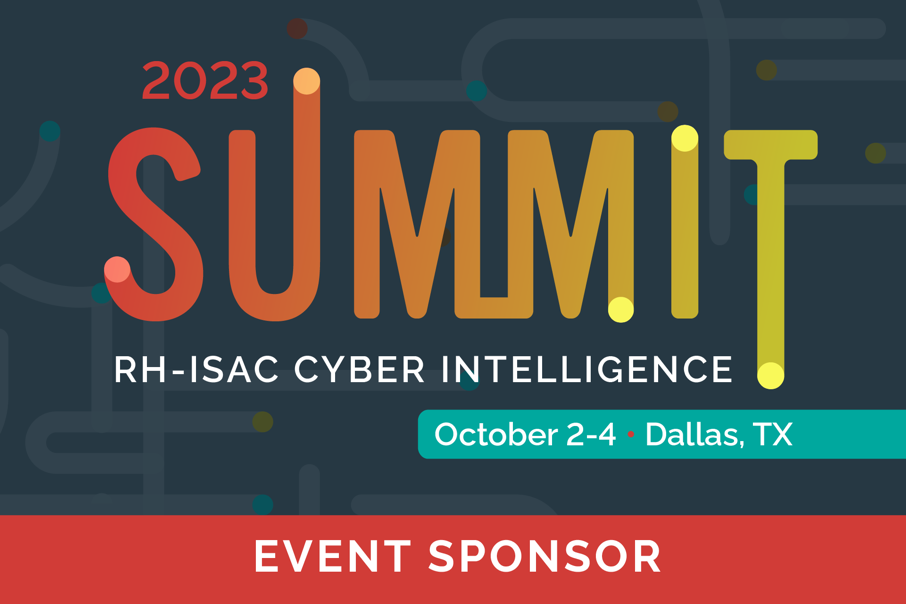 2023
SUMMIT
RH-ISAC CYBER INTELLIGENCE
October 2-4 • Dallas, TX
EVENT SPONSOR